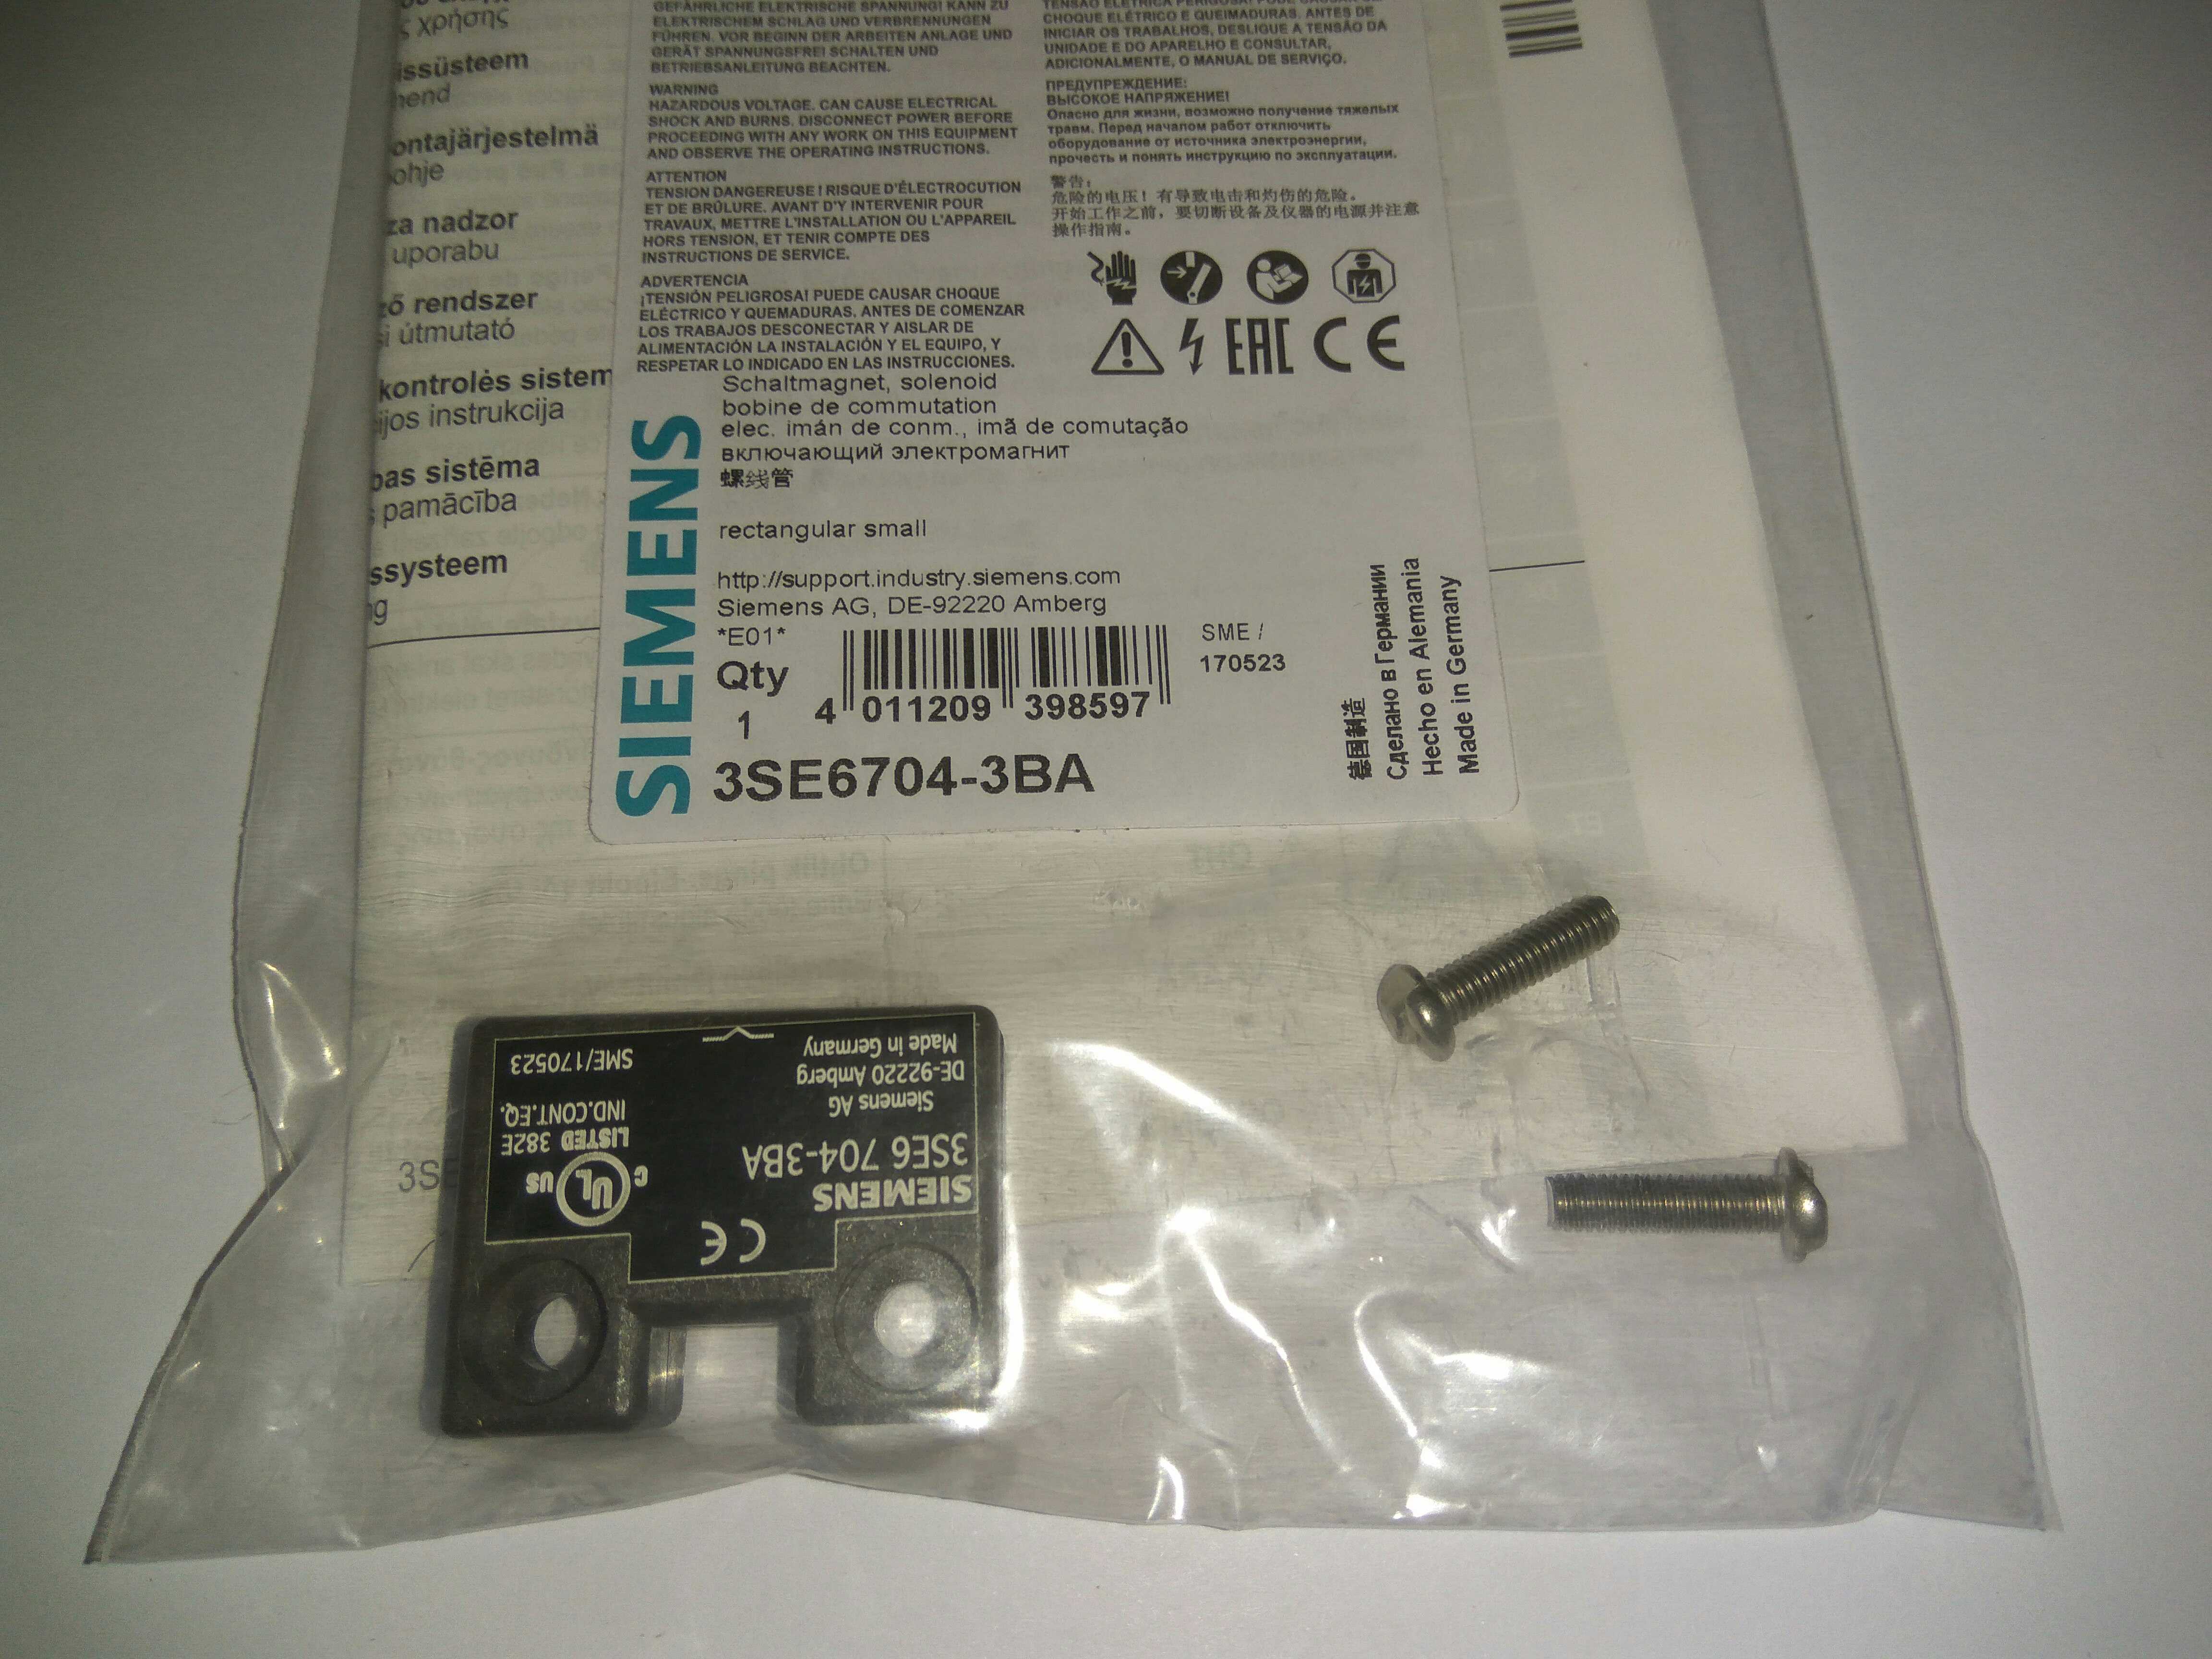 ς χρήσης
issüsteem
hend
ontajärjestelmä
ohje
za nadzor
uporabu
ző rendszer
i útmutató
kontrolės sistem
ijos instrukcija
bas sistēma
pamācība
ssysteem
ng
GEFÄHRLICHE ELEKTRISCHE SPANNUNG! KANN ZU
ELEKTRISCHEM SCHLAG UND VERBRENNUNGEN
FÜHREN. VOR BEGINN DER ARBEITEN ANLAGE UND
GERÄT SPANNUNGSFREI SCHALTEN UND
BETRIEBSANLEITUNG BEACHTEN.
WARNING
HAZARDOUS VOLTAGE. CAN CAUSE ELECTRICAL
SHOCK AND BURNS. DISCONNECT POWER BEFORE
PROCEEDING WITH ANY WORK ON THIS EQUIPMENT
AND OBSERVE THE OPERATING INSTRUCTIONS.
ATTENTION
TENSION DANGEREUSE ! RISQUE D'ÉLECTROCUTION
ET DE BRÛLURE. AVANT D'Y INTERVENIR POUR
TRAVAUX, METTRE L'INSTALLATION OU L'APPAREIL
HORS TENSION, ET TENIR COMPTE DES
INSTRUCTIONS DE SERVICE.
ADVERTENCIA
¡TENSIÓN PELIGROSA! PUEDE CAUSAR CHOQUE
ELÉCTRICO Y QUEMADURAS. ANTES DE COMENZAR
LOS TRABAJOS DESCONECTAR Y AISLAR DE
ALIMENTACIÓN LA INSTALACIÓN Y EL EQUIPO, Y
RESPETAR LO INDICADO EN LAS INSTRUCCIONES.
CHOQUE ELÉTRICO E QUEIMADURAS. ANTES DE
INICIAR OS TRABALHOS, DESLIGUE A TENSÃO DA
UNIDADE E DO APARELHO E CONSULTAR,
ADICIONALMENTE, O MANUAL DE SERVIÇO.
ПРЕДУПРЕЖДЕНИЕ:
ВЫСОКОЕ НАПРЯЖЕНИЕ!
Опасно для жизни, возможно получение тяжелых
травм. Перед началом работ отключить
оборудование от источника электроэнергии,
прочесть и понять инструкцию по эксплуатации.
警告：
危险的电压！有导致电击和灼伤的危险。
开始工作之前，要切断设备及仪器的电源并注意
操作指南。
EAC CE
SIEMENS
Schaltmagnet, solenoid
bobine de commutation
elec. imán de conm., imã de comutação
включающий электромагнит
螺线管
rectangular small
http://support.industry.siemens.com
Siemens AG, DE-92220 Amberg
*E01*
Qty
1
4 011209 398597
SME /
170523
3SE6704-3BA
德国制造
Сделано в Германии
Hecho en Alemania
Made in Germany
3SE
CE
SIEMENS
3SE6 704-3BA
Siemens AG
DE-92220 Amberg
Made in Germany
C UL US
LISTED 382E
IND.CONT.EQ.
SME/170523